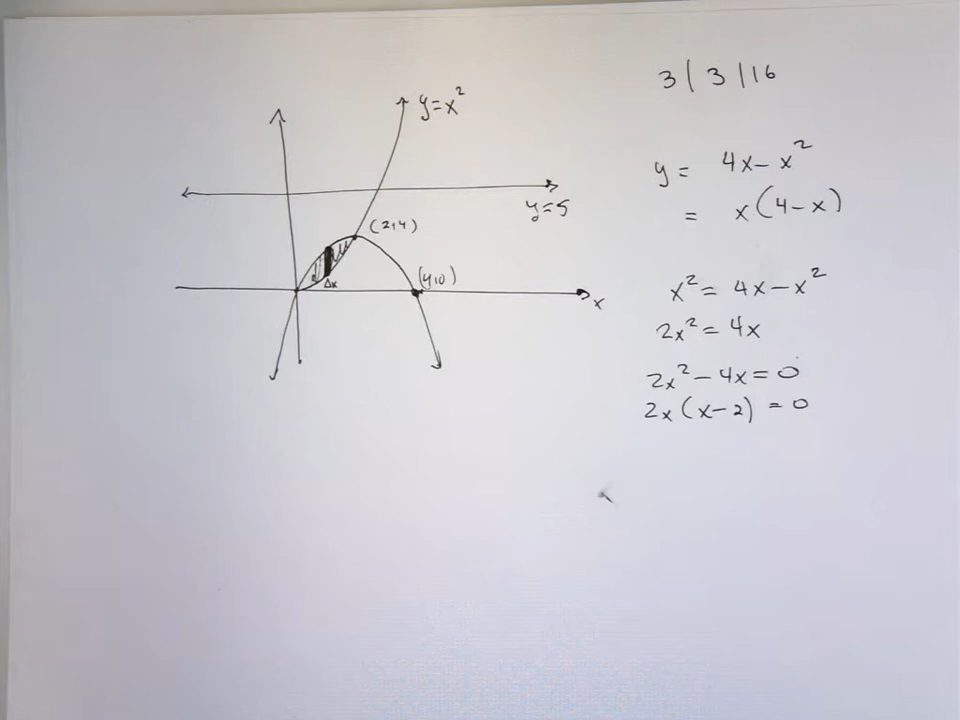 3/3/16
y=x²
y=5
(2,4)
Δx
(4,0)
x
y = 4x-x²
= x(4-x)
x² = 4x-x²
2x² = 4x
2x²-4x=0
2x(x-2) = 0